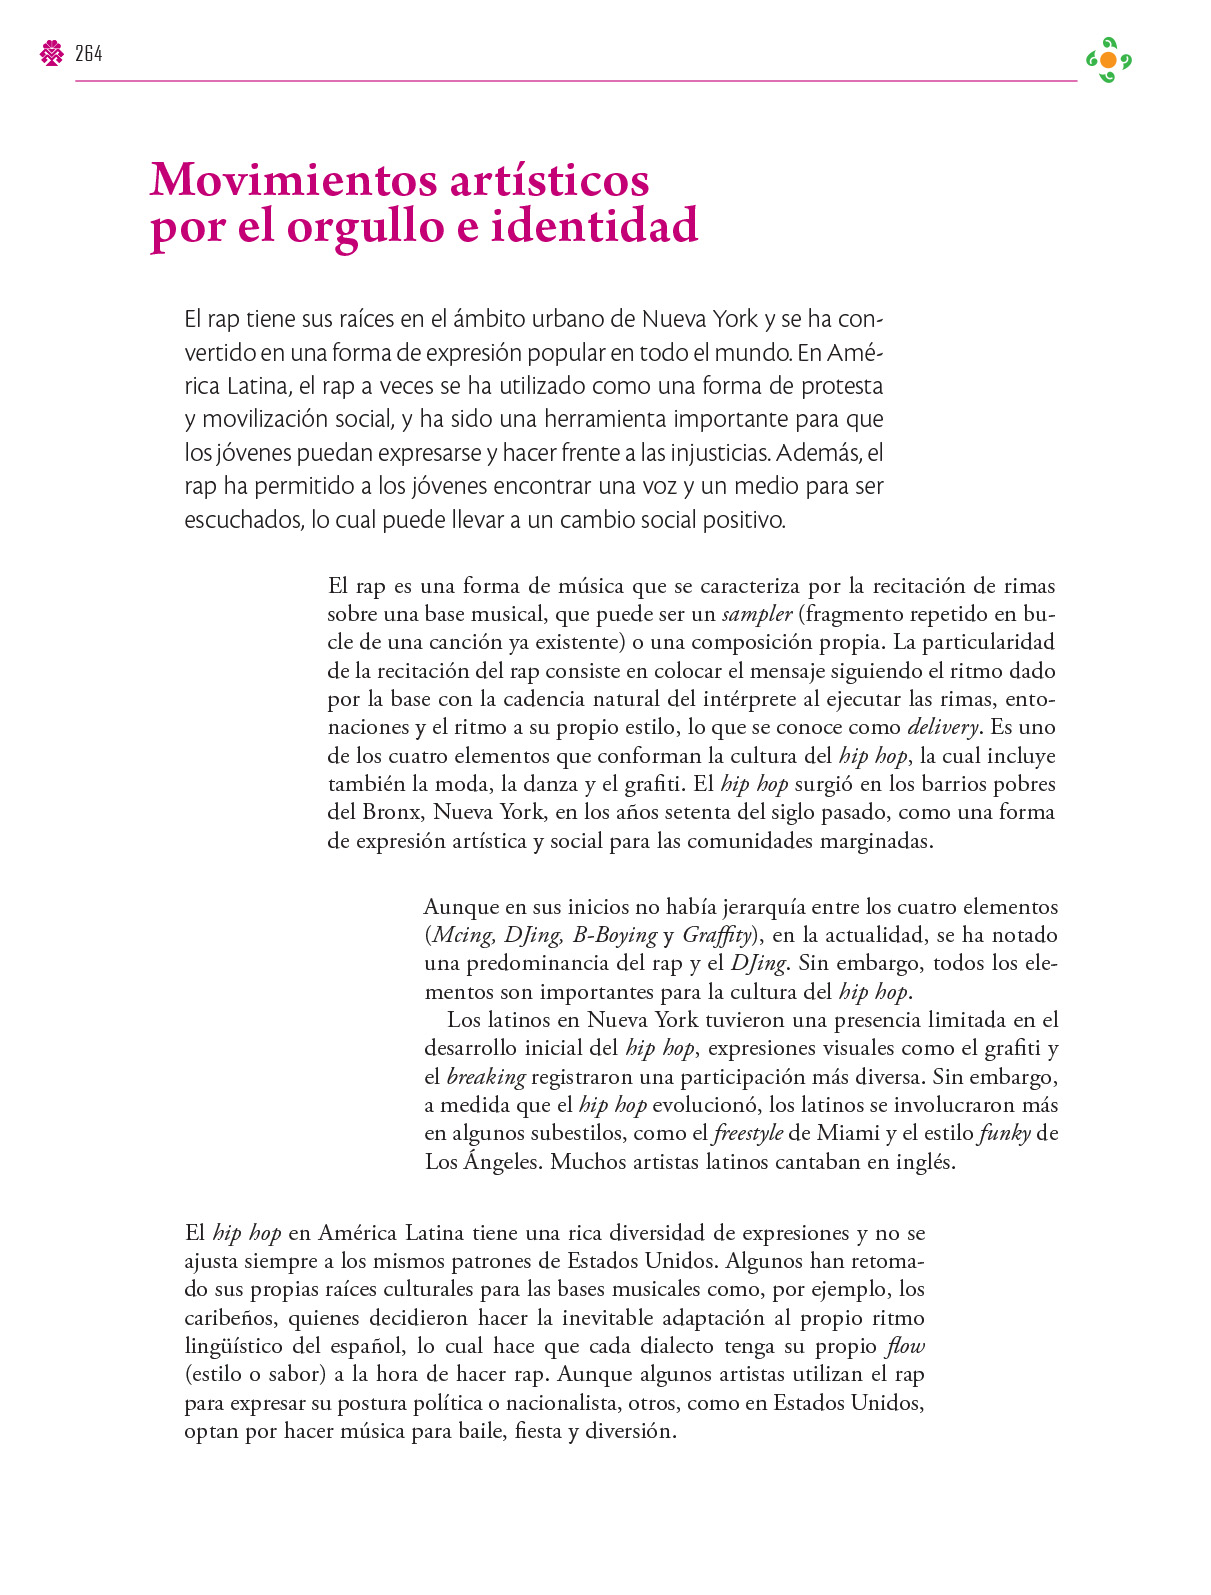 264
Movimientos artísticos
por el orgullo e identidad
El rap tiene sus raíces en el ámbito urbano de Nueva York y se ha con-
vertido en una forma de expresión popular en todo el mundo. En Amé-
rica Latina, el rap a veces se ha utilizado como una forma de protesta
y movilización social, y ha sido una herramienta importante para que
los jóvenes puedan expresarse y hacer frente a las injusticias. Además, el
rap ha permitido a los jóvenes encontrar una voz y un medio para ser
escuchados, lo cual puede llevar a un cambio social positivo.
El rap es una forma de música que se caracteriza por la recitación de rimas
sobre una base musical, que puede ser un sampler (fragmento repetido en bu-
cle de una canción ya existente) o una composición propia. La particularidad
de la recitación del rap consiste en colocar el mensaje siguiendo el ritmo dado
por la base con la cadencia natural del intérprete al ejecutar las rimas, ento-
naciones y el ritmo a su propio estilo, lo que se conoce como delivery. Es uno
de los cuatro elementos que conforman la cultura del hip hop, la cual incluye
también la moda, la danza y el grafiti. El hip hop surgió en los barrios pobres
del Bronx, Nueva York, en los años setenta del siglo pasado, como una forma
de expresión artística y social para las comunidades marginadas.
Aunque en sus inicios no había jerarquía entre los cuatro elementos
(Mcing, DJing, B-Boying y Graffity), en la actualidad, se ha notado
una predominancia del rap y el DJing. Sin embargo, todos los ele-
mentos son importantes para la cultura del hip hop.
Los latinos en Nueva York tuvieron una presencia limitada en el
desarrollo inicial del hip hop, expresiones visuales como el grafiti y
el breaking registraron una participación más diversa. Sin embargo,
a medida que el hip hop evolucionó, los latinos se involucraron más
en algunos subestilos, como el freestyle de Miami y el estilo funky de
Los Ángeles. Muchos artistas latinos cantaban en inglés.
El hip hop en América Latina tiene una rica diversidad de expresiones y no se
ajusta siempre a los mismos patrones de Estados Unidos. Algunos han retoma-
do sus propias raíces culturales para las bases musicales como, por ejemplo, los
caribeños, quienes decidieron hacer la inevitable adaptación al propio ritmo
lingüístico del español, lo cual hace que cada dialecto tenga su propio flow
(estilo o sabor) a la hora de hacer rap. Aunque algunos artistas utilizan el rap
para expresar su postura política o nacionalista, otros, como en Estados Unidos,
optan por hacer música para baile, fiesta y diversión.